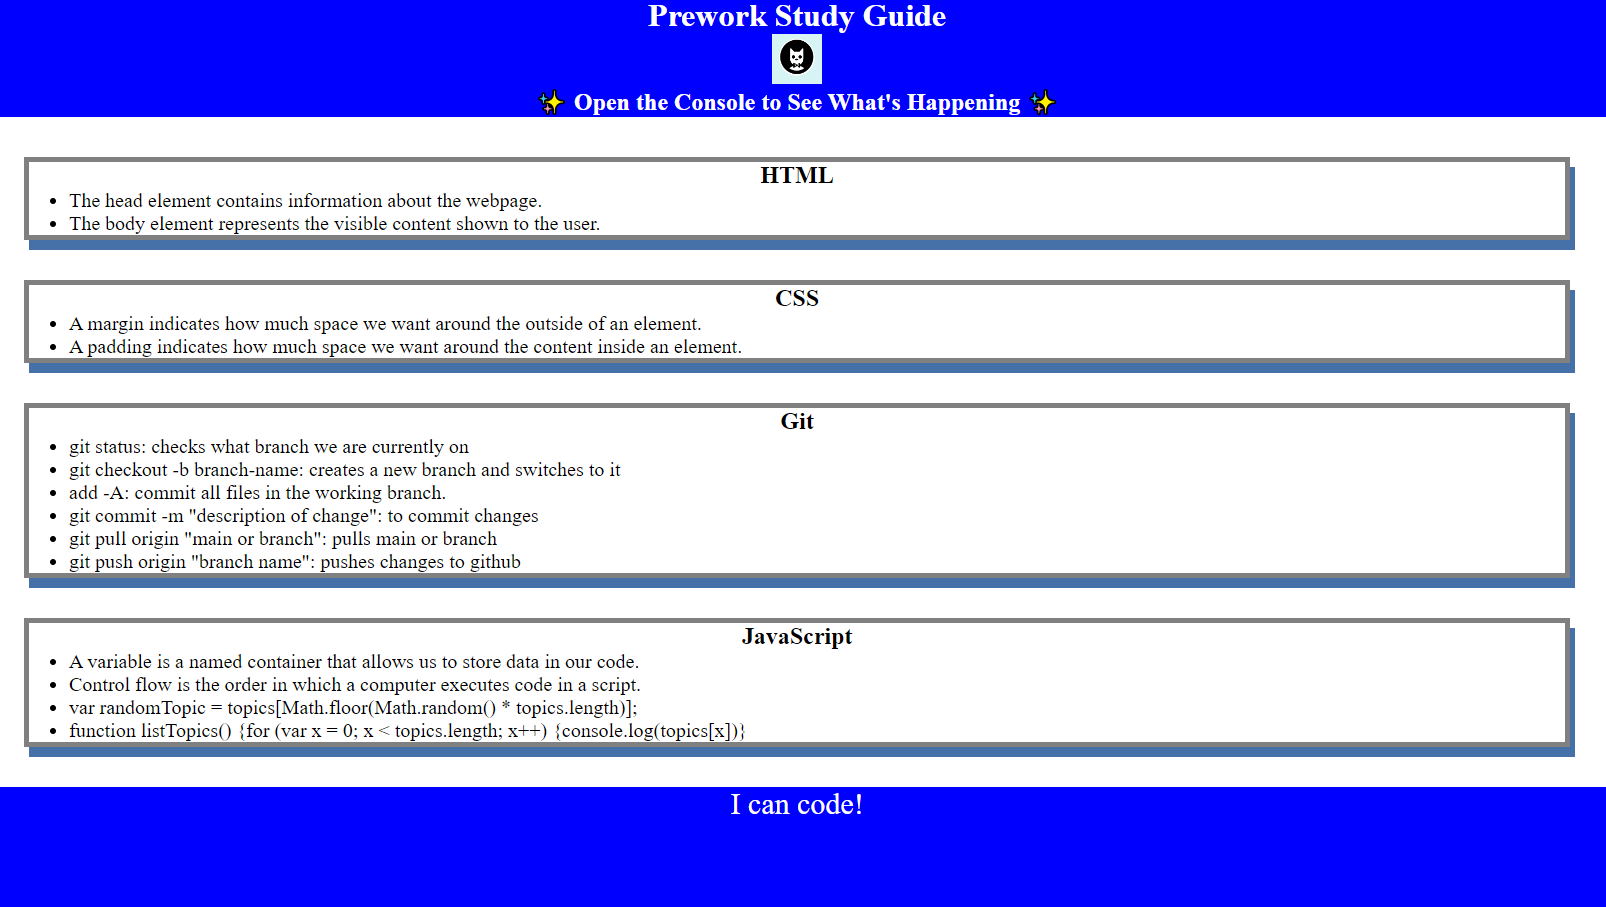 Prework Study Guide
✨ Open the Console to See What's Happening ✨
HTML
• The head element contains information about the webpage.
• The body element represents the visible content shown to the user.
CSS
• A margin indicates how much space we want around the outside of an element.
• A padding indicates how much space we want around the content inside an element.
Git
• git status: checks what branch we are currently on
• git checkout -b branch-name: creates a new branch and switches to it
• add -A: commit all files in the working branch.
• git commit -m "description of change": to commit changes
• git pull origin "main or branch": pulls main or branch
• git push origin "branch name": pushes changes to github
JavaScript
• A variable is a named container that allows us to store data in our code.
• Control flow is the order in which a computer executes code in a script.
• var randomTopic = topics[Math.floor(Math.random() * topics.length)];
• function listTopics() {for (var x = 0; x < topics.length; x++) {console.log(topics[x])}
I can code!